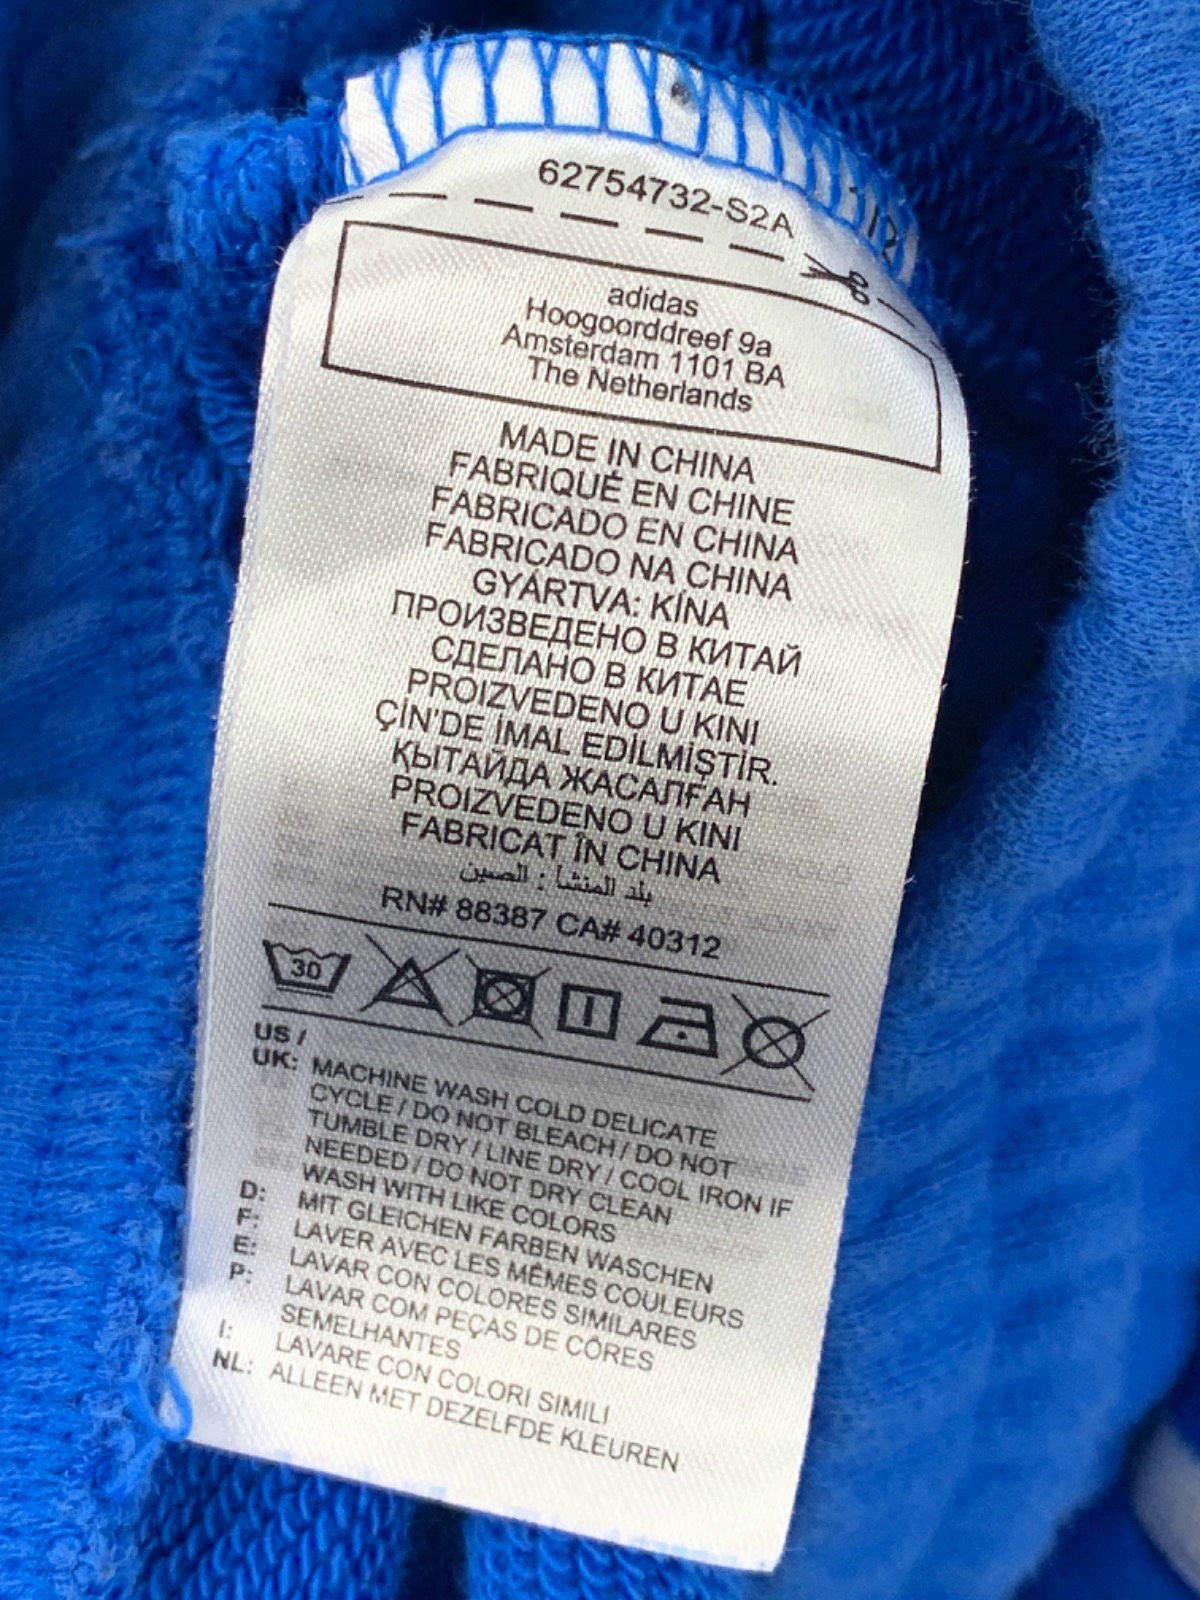 62754732-S2A
adidas
Hoogoorddreef 9a
Amsterdam 1101 BA
The Netherlands
MADE IN CHINA
FABRIQUÉ EN CHINE
FABRICADO EN CHINA
FABRICADO NA CHINA
GYÁRTVA: KÍNA
ПРОИЗВЕДЕНО В КИТАЙ
СДЕЛАНО В КИТАЕ
PROIZVEDENO U KINI
ÇİN'DE İMAL EDİLMİŞTİR.
ҚЫТАЙДА ЖАСАЛҒАН
PROIZVEDENO U KINI
FABRICAT ÎN CHINA
بلد المنشأ : الصين
RN# 88387 CA# 40312
30
US /
UK: MACHINE WASH COLD DELICATE
CYCLE / DO NOT BLEACH / DO NOT
TUMBLE DRY / LINE DRY / COOL IRON IF
NEEDED / DO NOT DRY CLEAN
WASH WITH LIKE COLORS
D: MIT GLEICHEN FARBEN WASCHEN
F: LAVER AVEC LES MÊMES COULEURS
E: LAVAR CON COLORES SIMILARES
P: LAVAR COM PEÇAS DE CÔRES
SEMELHANTES
I: LAVARE CON COLORI SIMILI
NL: ALLEEN MET DEZELFDE KLEUREN